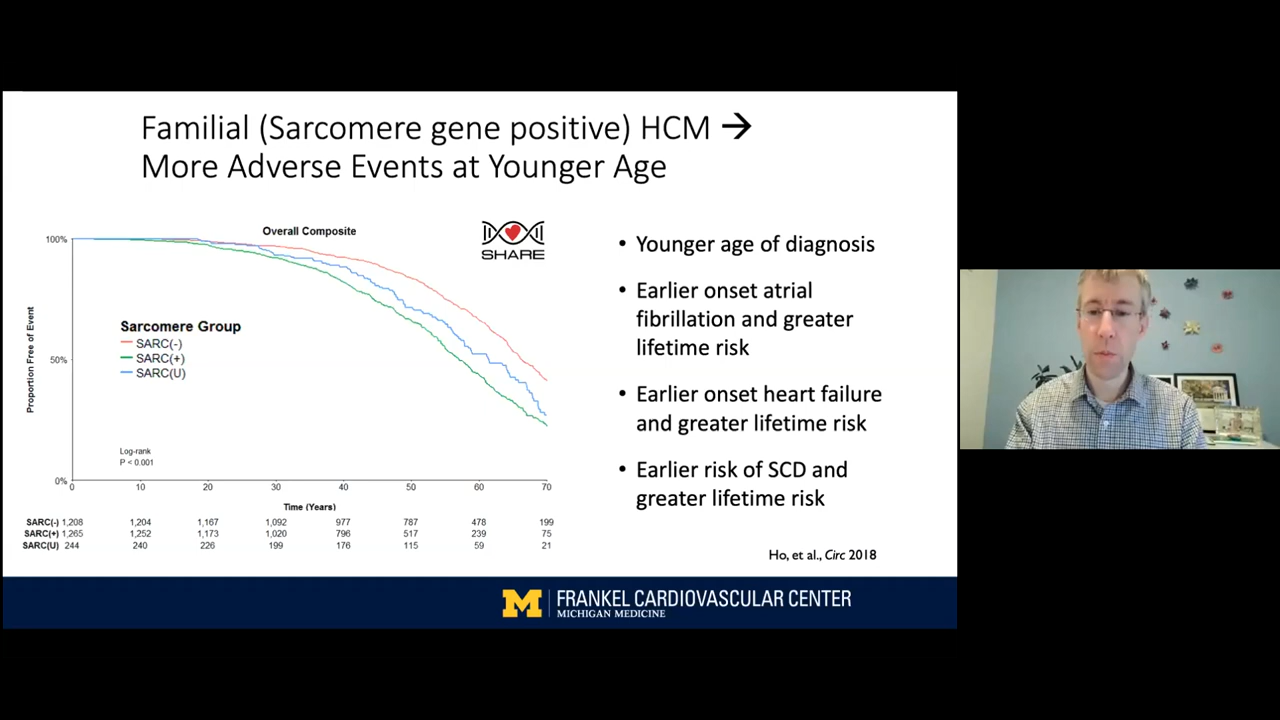 Familial (Sarcomere gene positive) HCM →
More Adverse Events at Younger Age
Overall Composite
SHARE
100%
50%
0%
Proportion Free of Event
Sarcomere Group
SARC(-)
SARC(+)
SARC(U)
Log-rank
P < 0.001
0 10 20 30 40 50 60 70
Time (Years)
SARC(-) 1,208 1,204 1,167 1,092 977 787 478 199
SARC(+) 1,265 1,252 1,173 1,020 796 517 239 75
SARC(U) 244 240 226 199 176 115 59 21
• Younger age of diagnosis
• Earlier onset atrial
fibrillation and greater
lifetime risk
• Earlier onset heart failure
and greater lifetime risk
• Earlier risk of SCD and
greater lifetime risk
Ho, et al., Circ 2018
M FRANKEL CARDIOVASCULAR CENTER
MICHIGAN MEDICINE